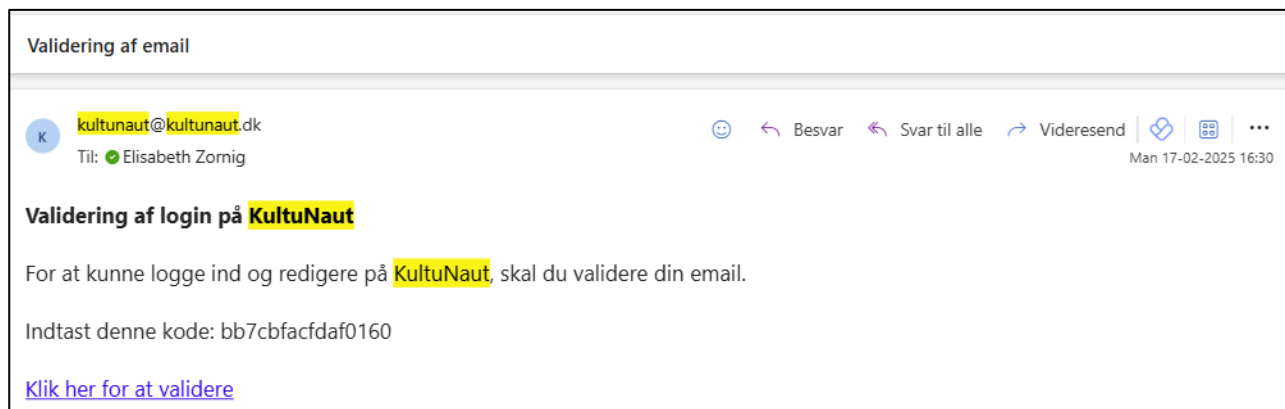 Validering af email
K
kultunaut@kultunaut.dk
Besvar Svar til alle Videresend
Til: Elisabeth Zornig
Man 17-02-2025 16:30
Validering af login på KultuNaut
For at kunne logge ind og redigere på KultuNaut, skal du validere din email.
Indtast denne kode: bb7cbfacfdaf0160
Klik her for at validere